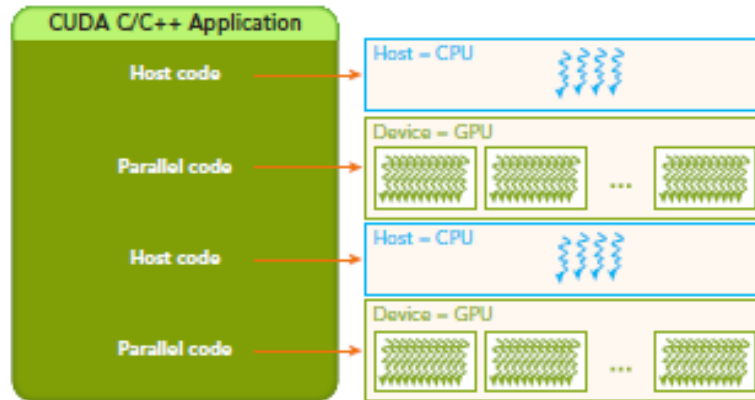 CUDA C/C++ Application
Host code
Host = CPU
Parallel code
Device = GPU
...
Host code
Host = CPU
Parallel code
Device = GPU
...